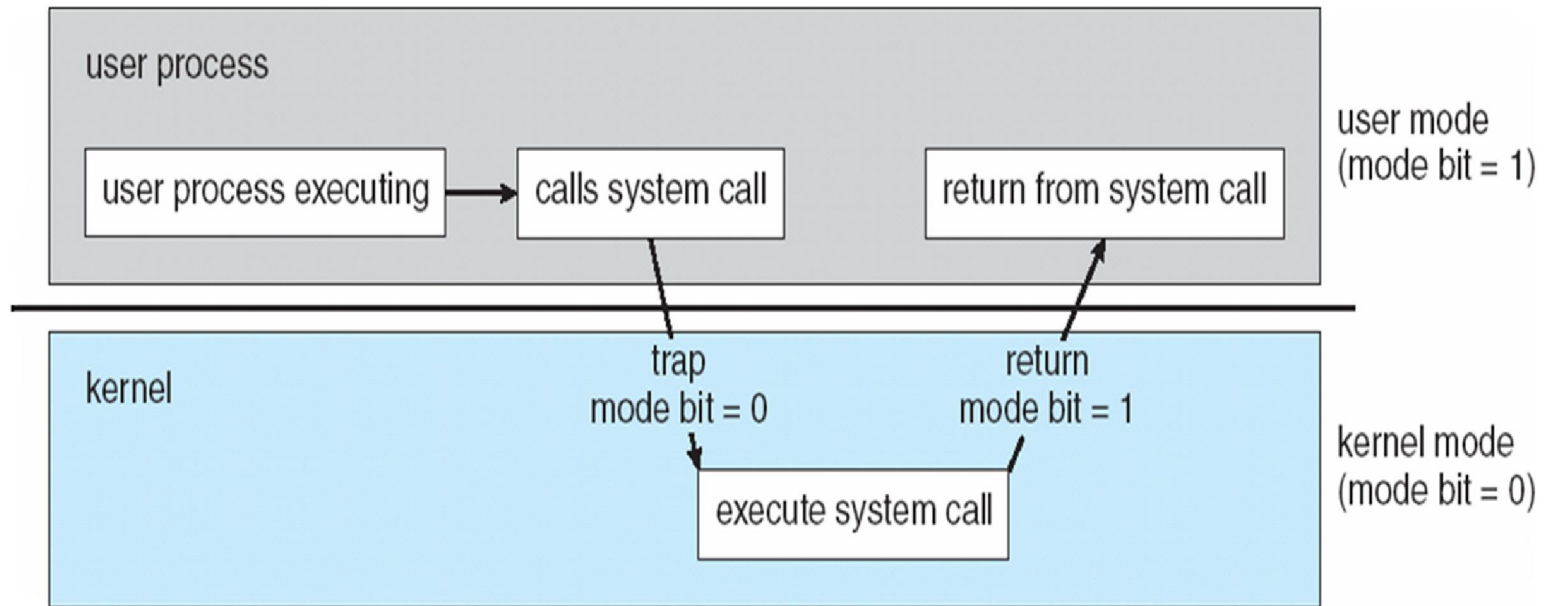 user process
user process executing
calls system call
return from system call
user mode
(mode bit = 1)
kernel
trap
mode bit = 0
return
mode bit = 1
execute system call
kernel mode
(mode bit = 0)